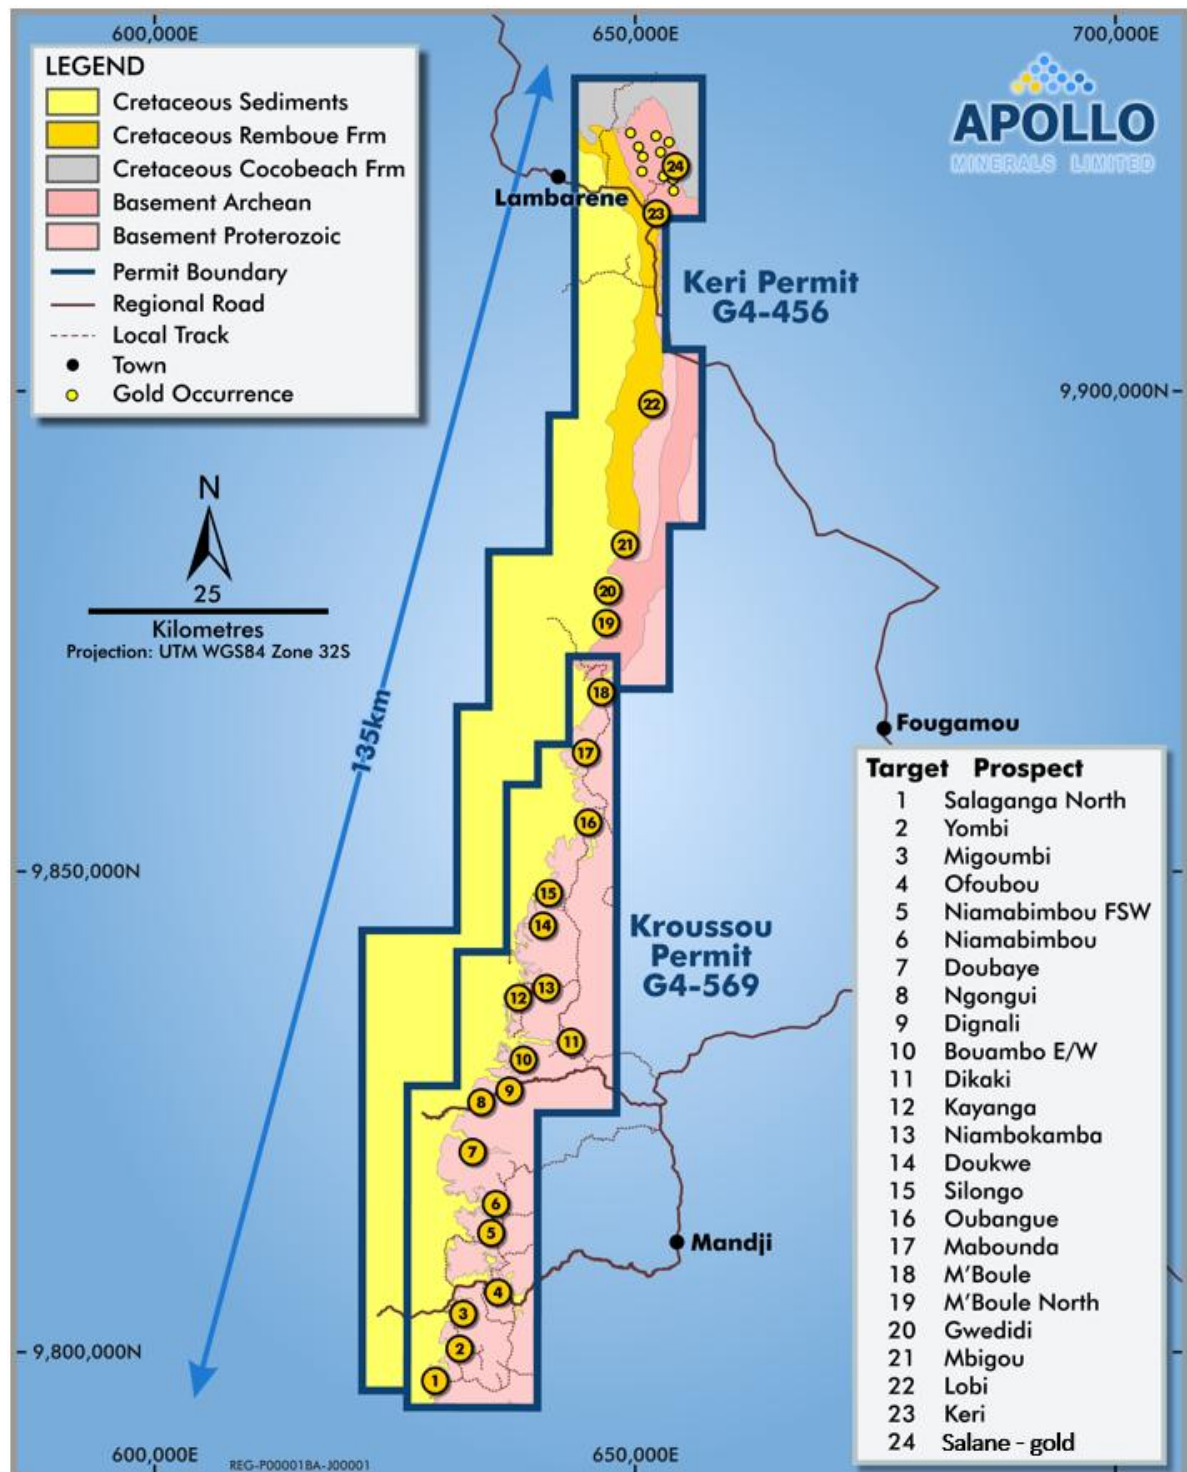 600,000E
650,000E
700,000E
LEGEND
Cretaceous Sediments
Cretaceous Remboue Frm
Cretaceous Cocobeach Frm
Basement Archean
Basement Proterozoic
Permit Boundary
Regional Road
Local Track
Town
Gold Occurrence
APOLLO
MINERALS LIMITED
Lambarene
24
23
Keri Permit
G4-456
9,900,000N
22
N
25
Kilometres
Projection: UTM WGS84 Zone 32S
21
20
19
18
135km
17
Fougamou
16
9,850,000N
15
14
Kroussou
Permit
G4-569
13
12
11
10
9
8
7
6
5
Mandji
4
3
2
9,800,000N
1
Target Prospect
1 Salaganga North
2 Yombi
3 Migoumbi
4 Ofoubou
5 Niamabimbou FSW
6 Niamabimbou
7 Doubaye
8 Ngongui
9 Dignali
10 Bouambo E/W
11 Dikaki
12 Kayanga
13 Niambokamba
14 Doukwe
15 Silongo
16 Oubangue
17 Mabounda
18 M'Boule
19 M'Boule North
20 Gwedidi
21 Mbigou
22 Lobi
23 Keri
24 Salane - gold
600,000E
REG-P00001BA-J00001
650,000E